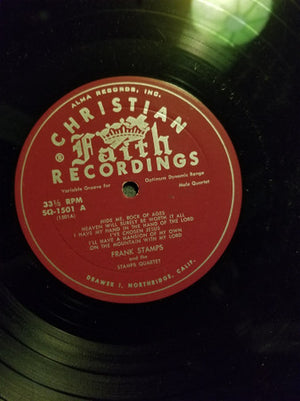 ALMA RECORDS, INC.
CHRISTIAN
Faith
®
RECORDINGS
Variable Groove for Optimum Dynamic Range
33⅓ RPM
Male Quartet
SQ-1501 A
(1501A)
HIDE ME, ROCK OF AGES
HEAVEN WILL SURELY BE WORTH IT ALL
I HAVE MY HAND IN THE HAND OF THE LORD
I'VE CHOSEN JESUS
I'LL HAVE A MANSION OF MY OWN
ON THE MOUNTAIN WITH MY LORD
FRANK STAMPS
and the
STAMPS QUARTET
DRAWER 1, NORTHRIDGE, CALIF.